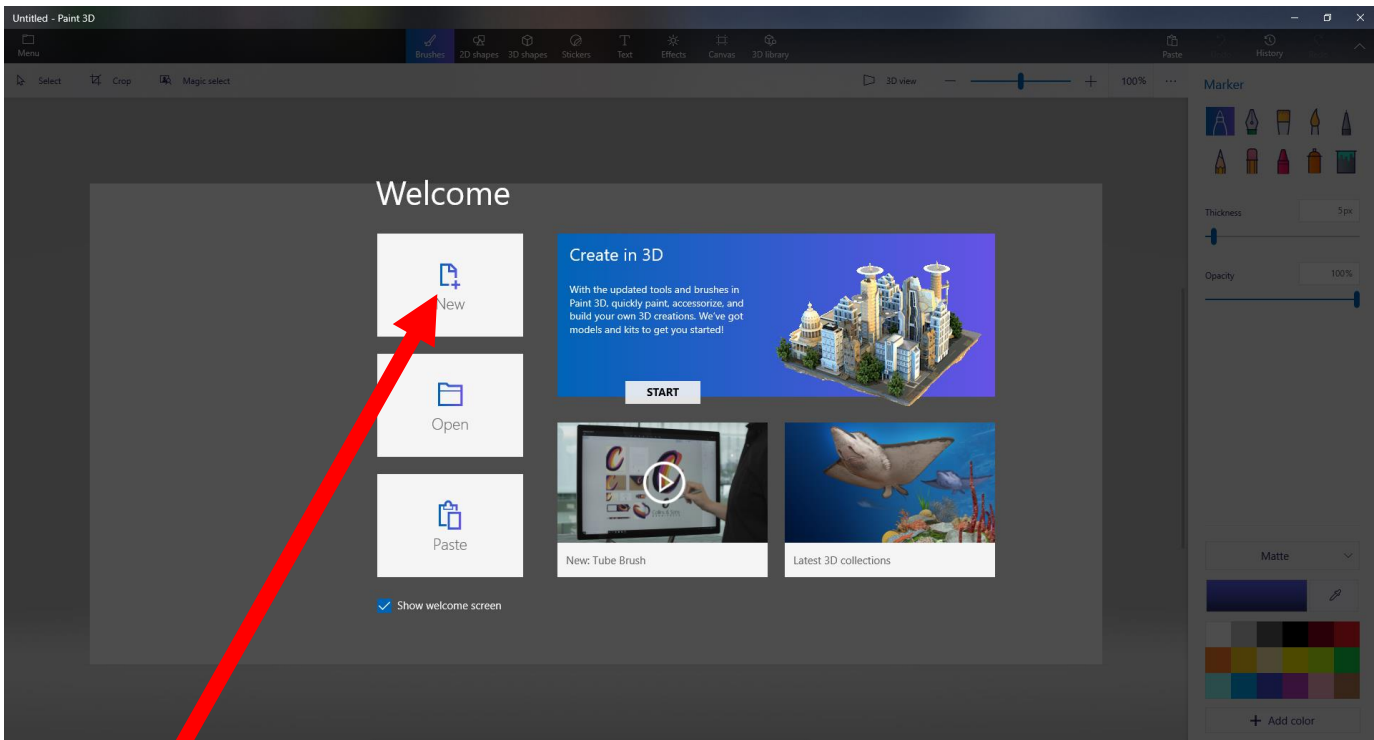 Untitled - Paint 3D
Menu
Brushes
2D shapes
3D shapes
Stickers
Text
Effects
Canvas
3D library
Paste
History
Select
Crop
Magic select
3D view
100%
Marker
Thickness
5px
Opacity
100%
Welcome
New
Open
Paste
Create in 3D
With the updated tools and brushes in
Paint 3D, quickly paint, accessorize, and
build your own 3D creations. We've got
models and kits to get you started!
START
New: Tube Brush
Latest 3D collections
Show welcome screen
Matte
+ Add color